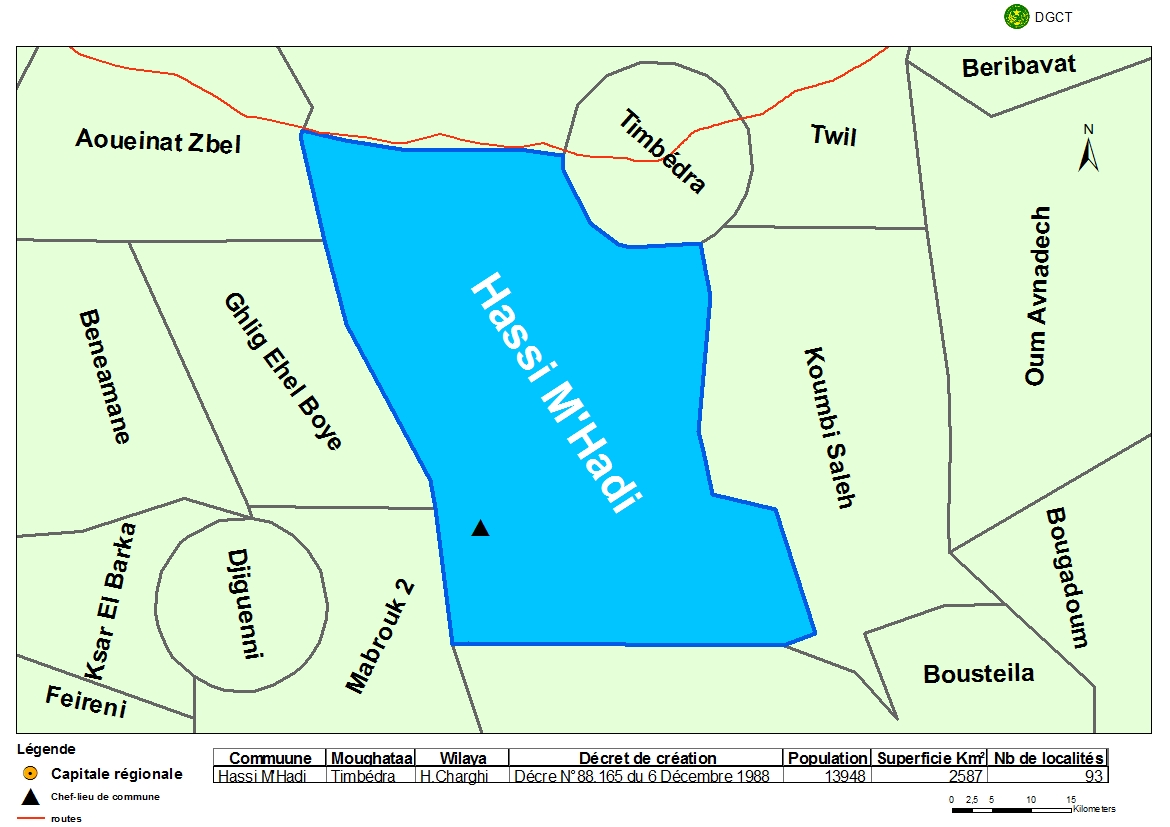 DGCT
Beribavat
Aoueinat Zbel
Timbédra
Twil
N
Oum Avnadech
Hassi M'Hadi
Ghlig Ehel Boye
Beneamane
Koumbi Saleh
Ksar El Barka
Djiguenni
Mabrouk 2
Bougadoum
Bousteila
Feireni
Légende
Capitale régionale
Chef-lieu de commune
routes
Commuune Moughataa Wilaya Décret de création Population Superficie Km² Nb de localités
Hassi M'Hadi Timbédra H.Charghi Décre N°88.165 du 6 Décembre 1988 13948 2587 93
0 2,5 5 10 15
Kilometers